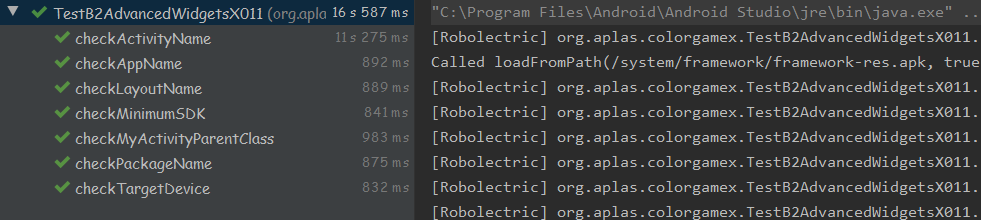 TestB2AdvancedWidgetsX011 (org.apla 16 s 587 ms
checkActivityName 11 s 275 ms
checkAppName 892 ms
checkLayoutName 889 ms
checkMinimumSDK 841 ms
checkMyActivityParentClass 983 ms
checkPackageName 875 ms
checkTargetDevice 832 ms
"C:\Program Files\Android\Android Studio\jre\bin\java.exe" ..
[Robolectric] org.aplas.colorgamex.TestB2AdvancedWidgetsX011.
Called loadFromPath(/system/framework/framework-res.apk, true
[Robolectric] org.aplas.colorgamex.TestB2AdvancedWidgetsX011.
[Robolectric] org.aplas.colorgamex.TestB2AdvancedWidgetsX011.
[Robolectric] org.aplas.colorgamex.TestB2AdvancedWidgetsX011.
[Robolectric] org.aplas.colorgamex.TestB2AdvancedWidgetsX011.
[Robolectric] org.aplas.colorgamex.TestB2AdvancedWidgetsX011.
[Robolectric] org.aplas.colorgamex.TestB2AdvancedWidgetsX011.